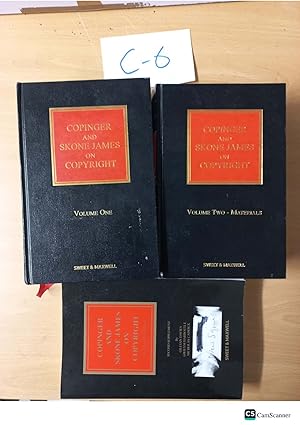 C-6
COPINGER
AND
SKONE JAMES
ON
COPYRIGHT
VOLUME ONE
SWEET & MAXWELL
COPINGER
AND
SKONE JAMES
ON
COPYRIGHT
VOLUME TWO - MATERIALS
SWEET & MAXWELL
COPINGER
AND
SKONE JAMES
ON
COPYRIGHT
SWEET & MAXWELL
CS CamScanner